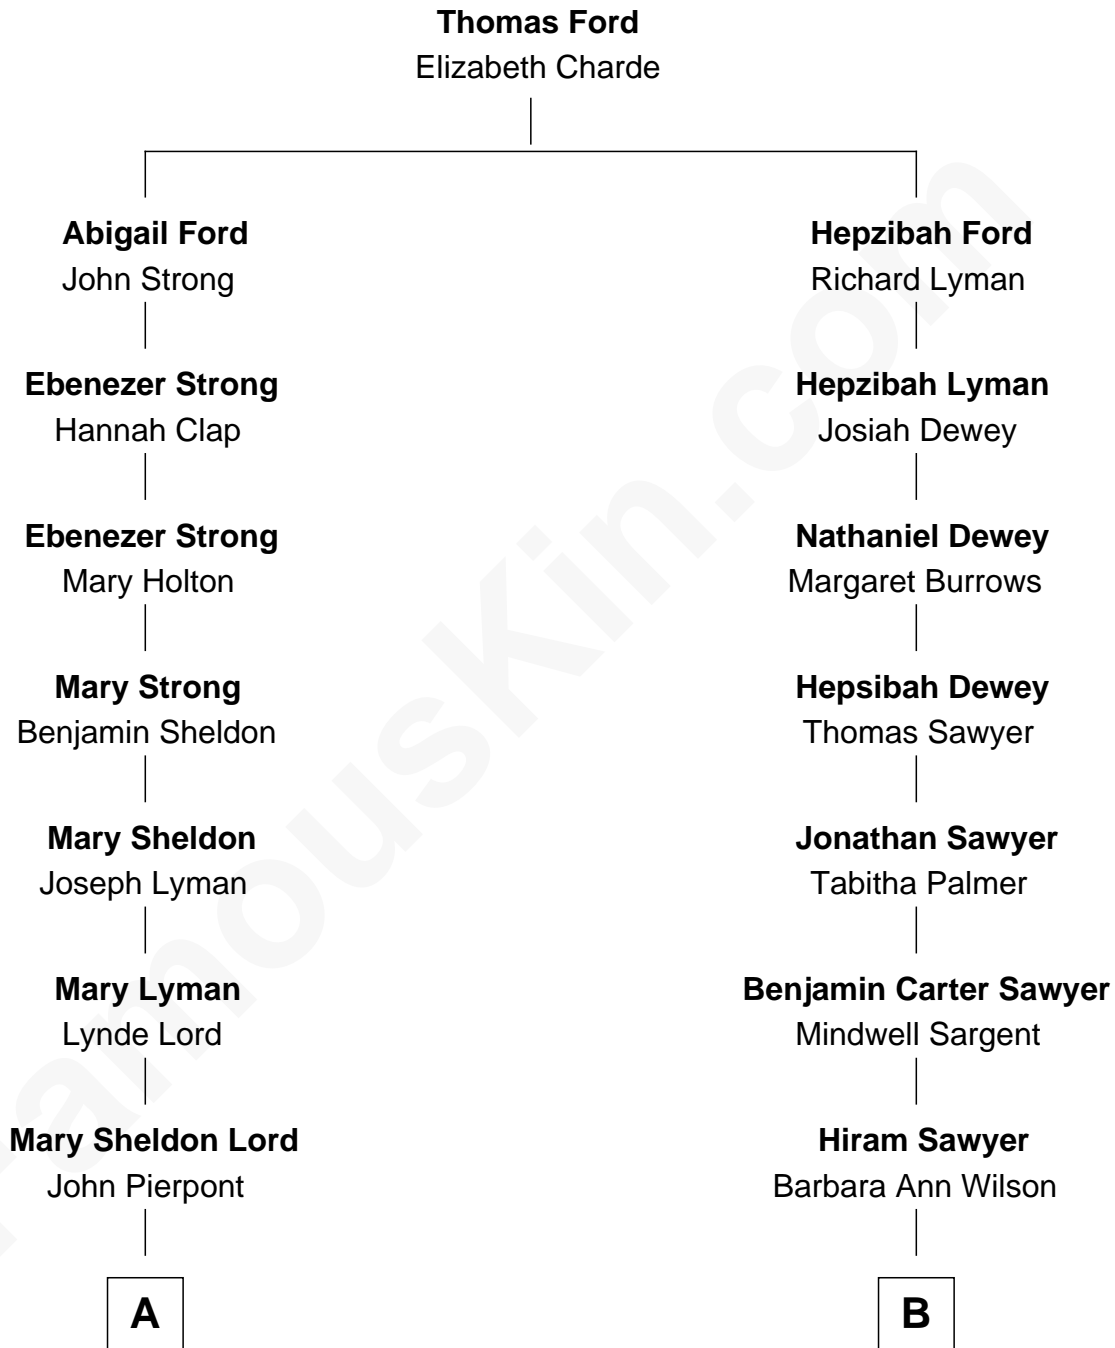 Thomas Ford
Elizabeth Charde
Abigail Ford
John Strong
Hepzibah Ford
Richard Lyman
Ebenezer Strong
Hannah Clap
Hepzibah Lyman
Josiah Dewey
Ebenezer Strong
Mary Holton
Nathaniel Dewey
Margaret Burrows
Mary Strong
Benjamin Sheldon
Hepsibah Dewey
Thomas Sawyer
Mary Sheldon
Joseph Lyman
Jonathan Sawyer
Tabitha Palmer
Mary Lyman
Lynde Lord
Benjamin Carter Sawyer
Mindwell Sargent
Mary Sheldon Lord
John Pierpont
Hiram Sawyer
Barbara Ann Wilson
A
B
FamousKin.com